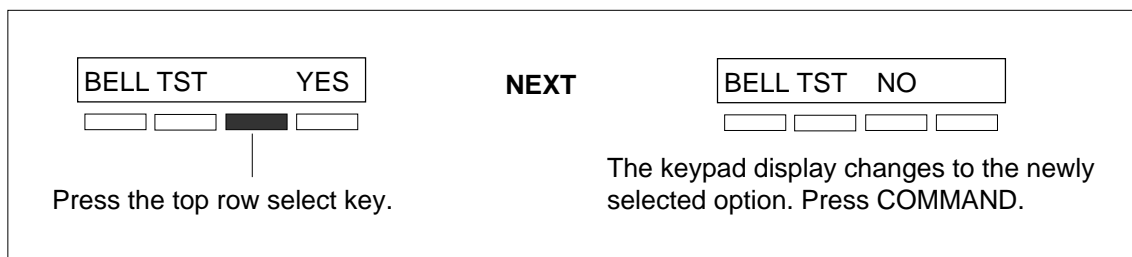 BELL TST YES
Press the top row select key.
NEXT
BELL TST NO
The keypad display changes to the newly
selected option. Press COMMAND.